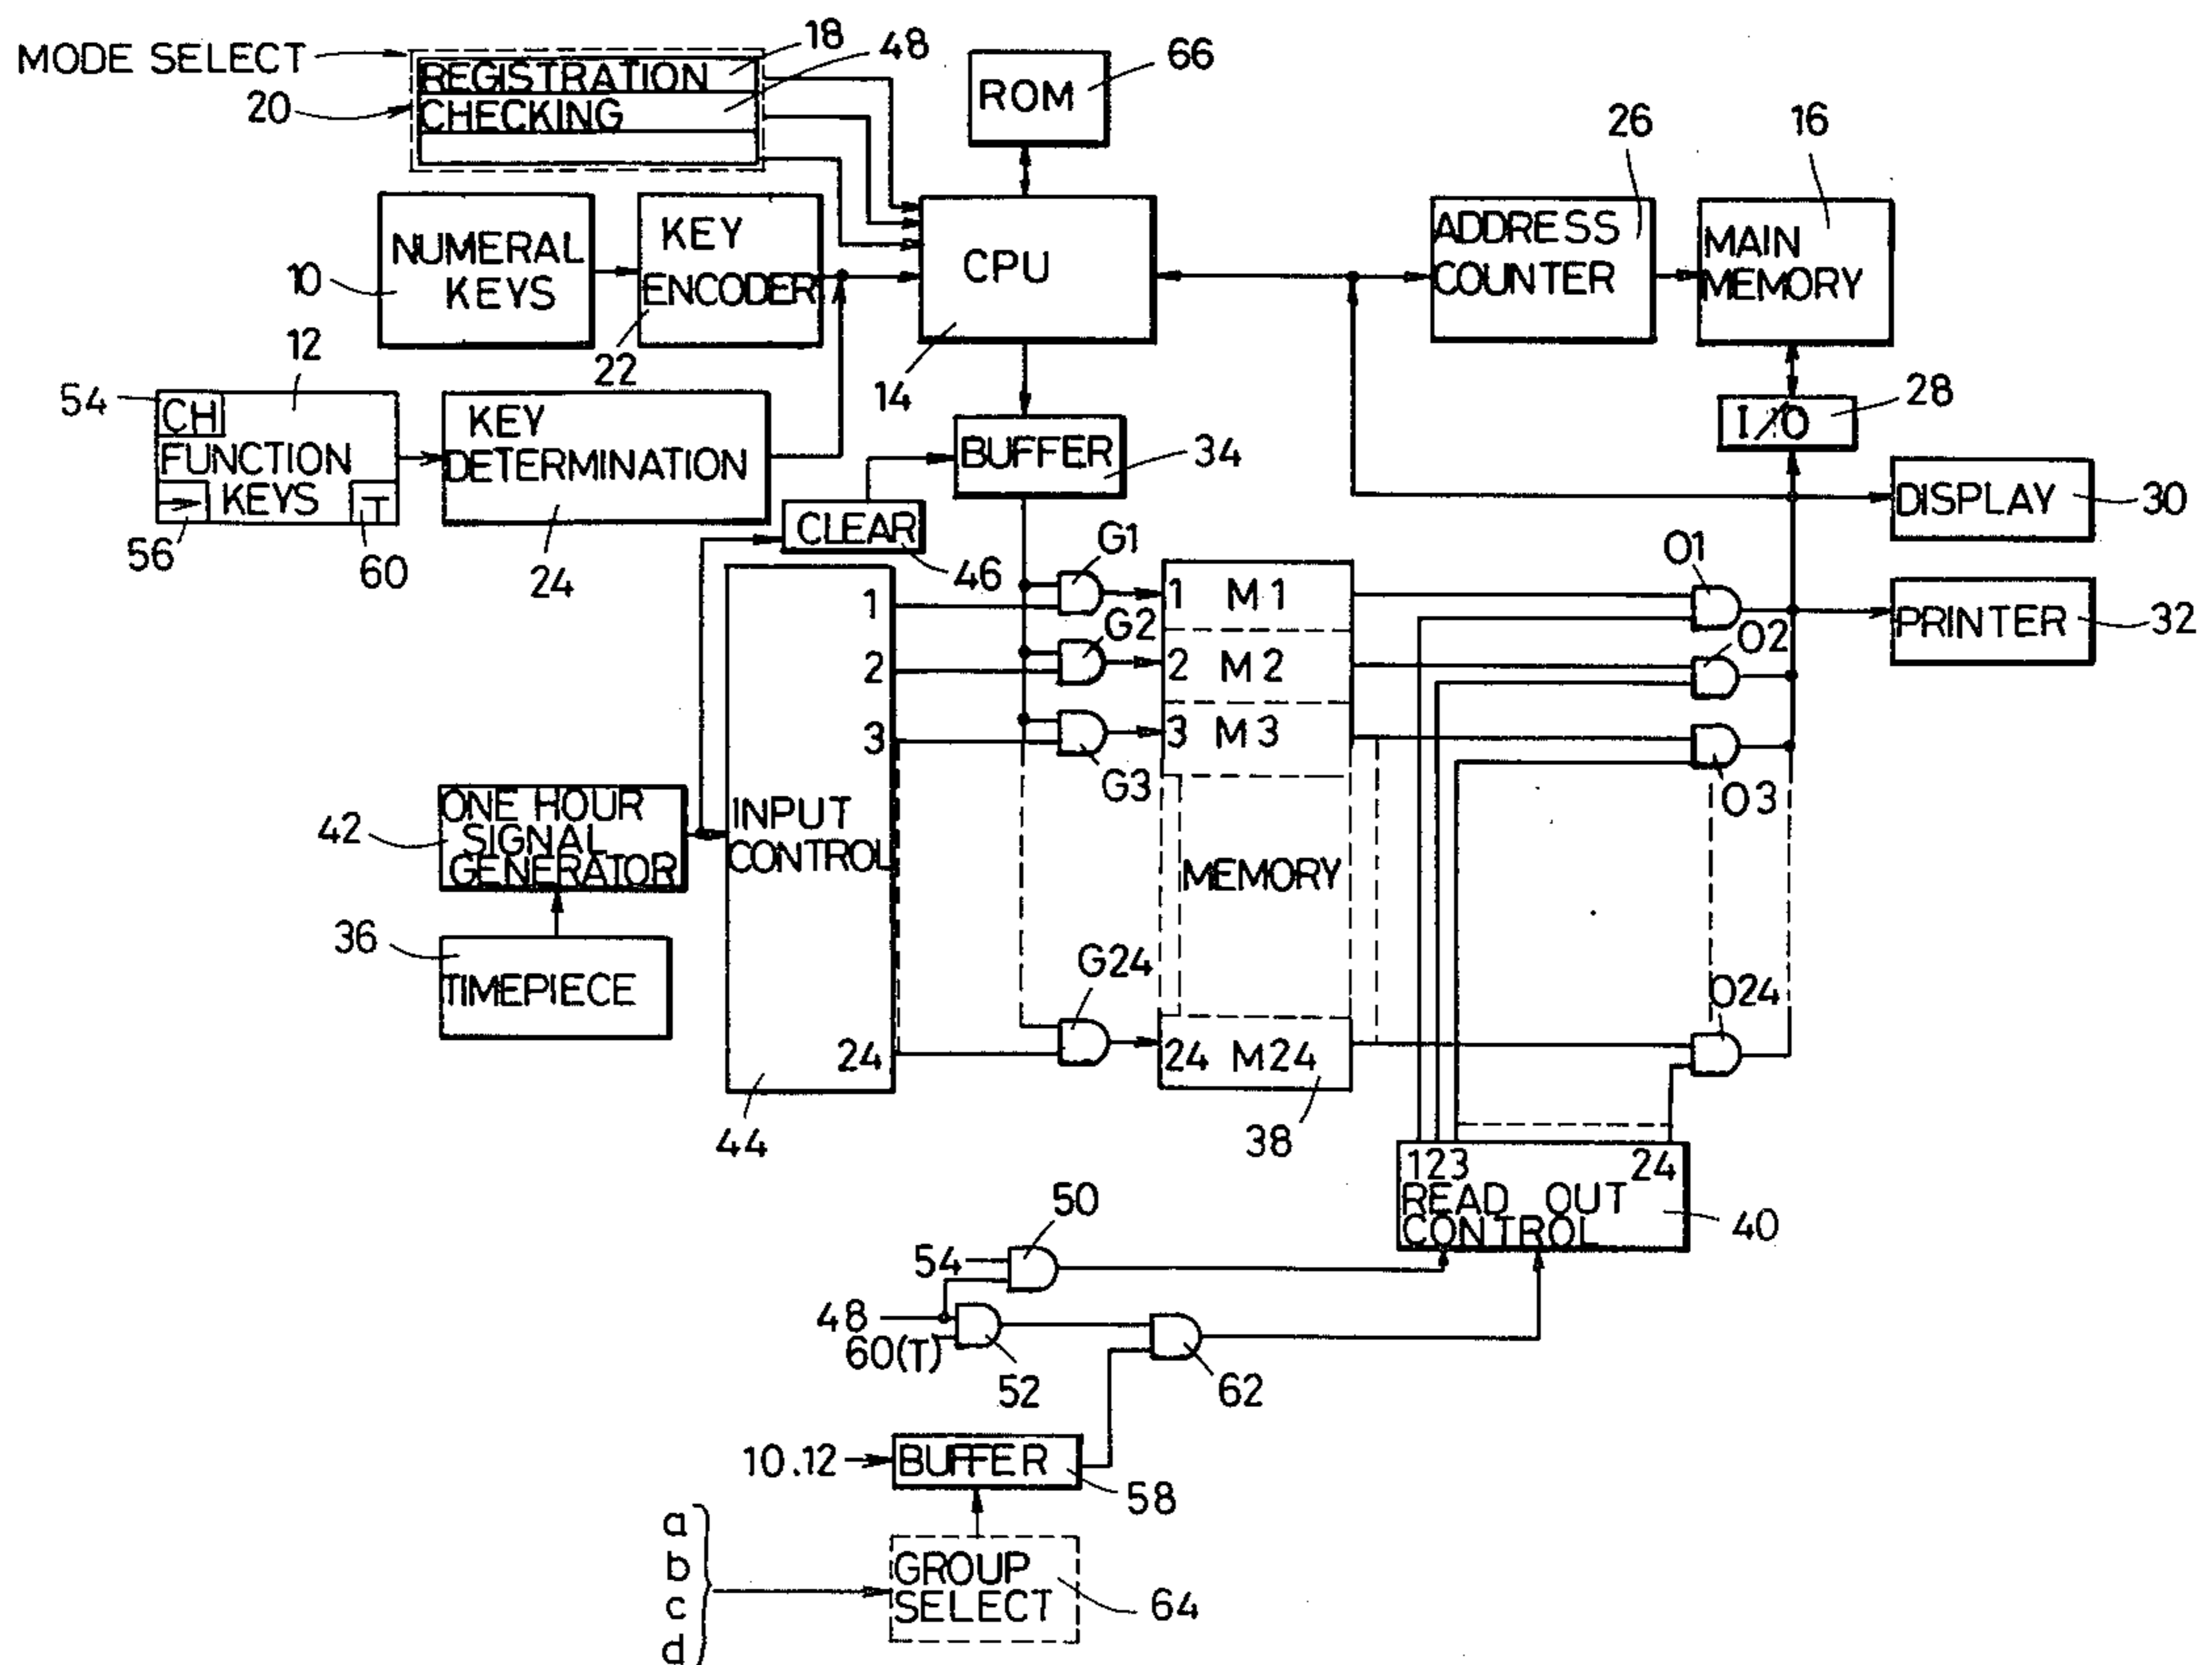 MODE SELECT
18
48
REGISTRATION
20
CHECKING
ROM
66
26
16
10
NUMERAL
KEYS
KEY
ENCODER
22
CPU
14
ADDRESS
COUNTER
MAIN
MEMORY
12
54
CH
FUNCTION
KEYS
T
56
60
KEY
DETERMINATION
24
BUFFER
34
I/O
28
DISPLAY
30
CLEAR
46
G1
O1
1
1 M1
PRINTER
32
G2
O2
2
2 M2
3
3 M3
G3
O3
42
ONE HOUR
SIGNAL
GENERATOR
INPUT
CONTROL
MEMORY
36
TIMEPIECE
G24
O24
24
24 M24
44
38
123
24
READ OUT
CONTROL
40
50
54
48
60(T)
52
62
10.12
BUFFER
58
a
b
c
d
GROUP
SELECT
64